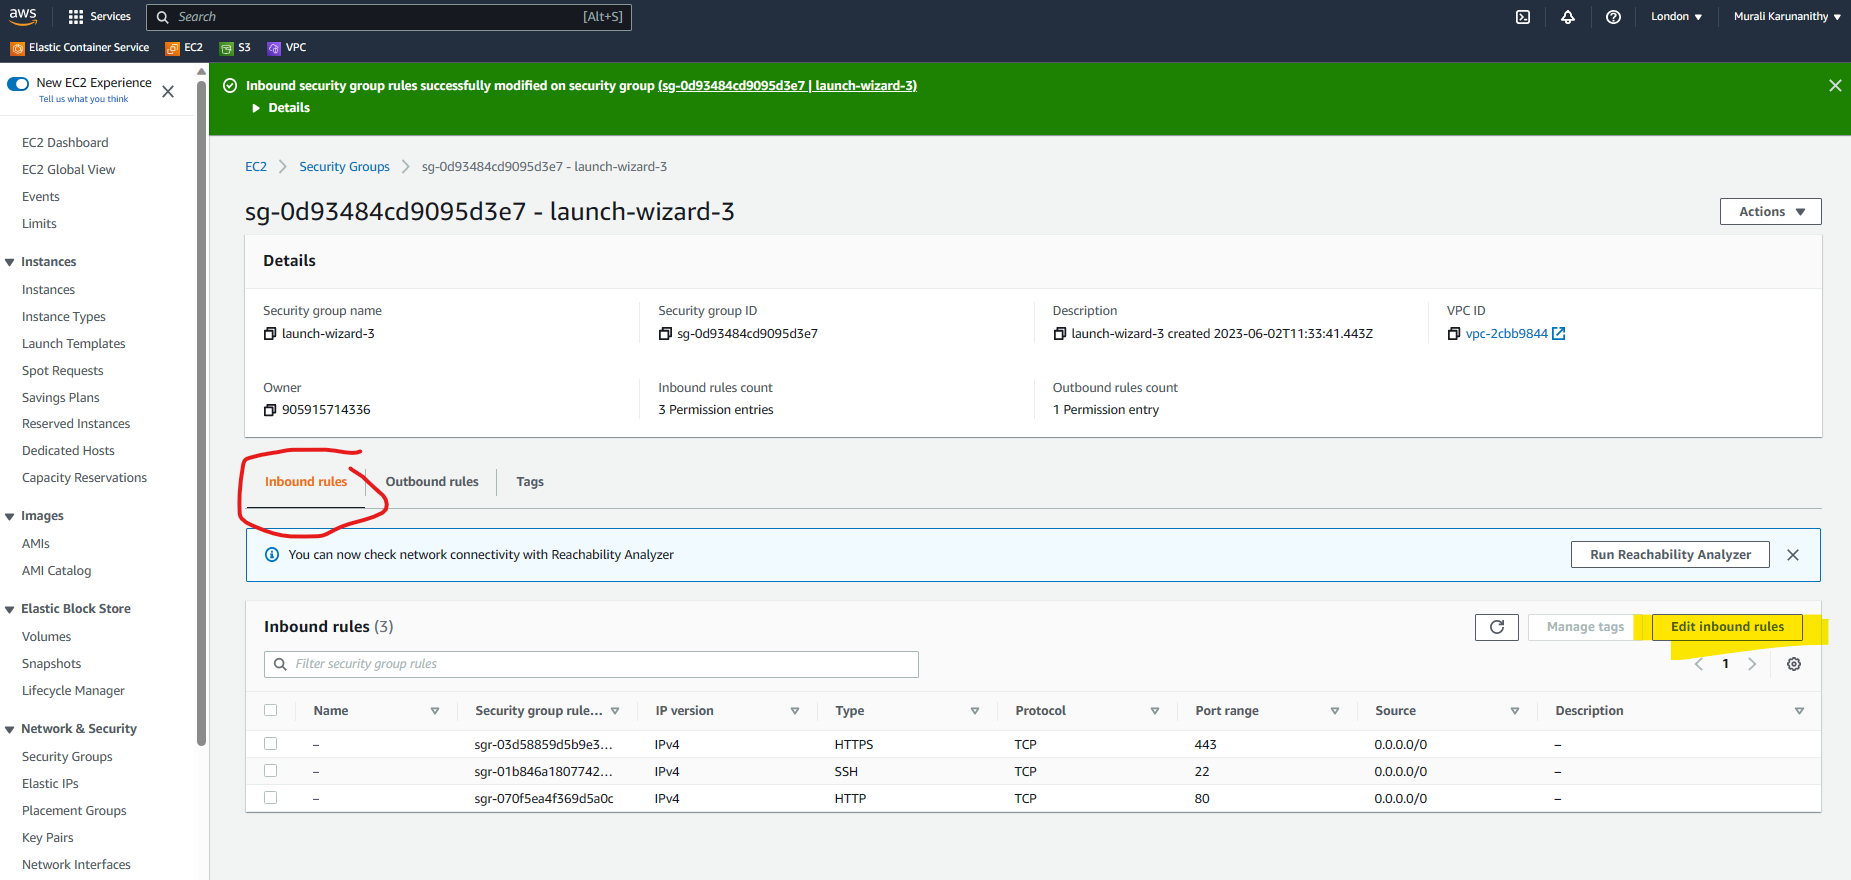 aws
Services
Search
[Alt+S]
London
Murali Karunanithy
Elastic Container Service
EC2
S3
VPC
New EC2 Experience
Tell us what you think
EC2 Dashboard
EC2 Global View
Events
Limits
Instances
Instances
Instance Types
Launch Templates
Spot Requests
Savings Plans
Reserved Instances
Dedicated Hosts
Capacity Reservations
Images
AMIs
AMI Catalog
Elastic Block Store
Volumes
Snapshots
Lifecycle Manager
Network & Security
Security Groups
Elastic IPs
Placement Groups
Key Pairs
Network Interfaces
Inbound security group rules successfully modified on security group (sg-0d93484cd9095d3e7 | launch-wizard-3)
Details
EC2 > Security Groups > sg-0d93484cd9095d3e7 - launch-wizard-3
sg-0d93484cd9095d3e7 - launch-wizard-3
Actions
Details
Security group name
launch-wizard-3
Security group ID
sg-0d93484cd9095d3e7
Description
launch-wizard-3 created 2023-06-02T11:33:41.443Z
VPC ID
vpc-2cbb9844
Owner
905915714336
Inbound rules count
3 Permission entries
Outbound rules count
1 Permission entry
Inbound rules
Outbound rules
Tags
You can now check network connectivity with Reachability Analyzer
Run Reachability Analyzer
Inbound rules (3)
Manage tags
Edit inbound rules
Filter security group rules
1
Name Security group rule... IP version Type Protocol Port range Source Description
– sgr-03d58859d5b9e3... IPv4 HTTPS TCP 443 0.0.0.0/0 –
– sgr-01b846a1807742... IPv4 SSH TCP 22 0.0.0.0/0 –
– sgr-070f5ea4f369d5a0c IPv4 HTTP TCP 80 0.0.0.0/0 –